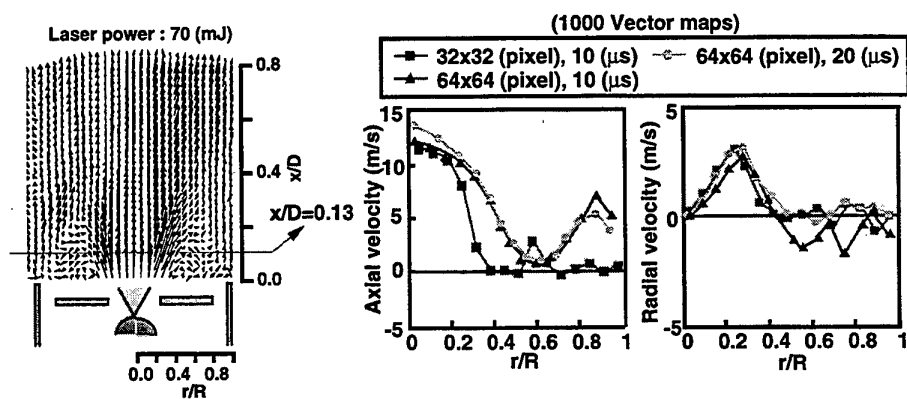 Laser power : 70 (mJ)
0.8
0.4
x/D
x/D=0.13
0.0
0.0 0.4 0.8
r/R
(1000 Vector maps)
32x32 (pixel), 10 (μs)
64x64 (pixel), 20 (μs)
64x64 (pixel), 10 (μs)
Axial velocity (m/s)
15
10
5
0
-5
0 0.2 0.4 0.6 0.8 1
r/R
Radial velocity (m/s)
5
0
-5
0 0.2 0.4 0.6 0.8 1
r/R